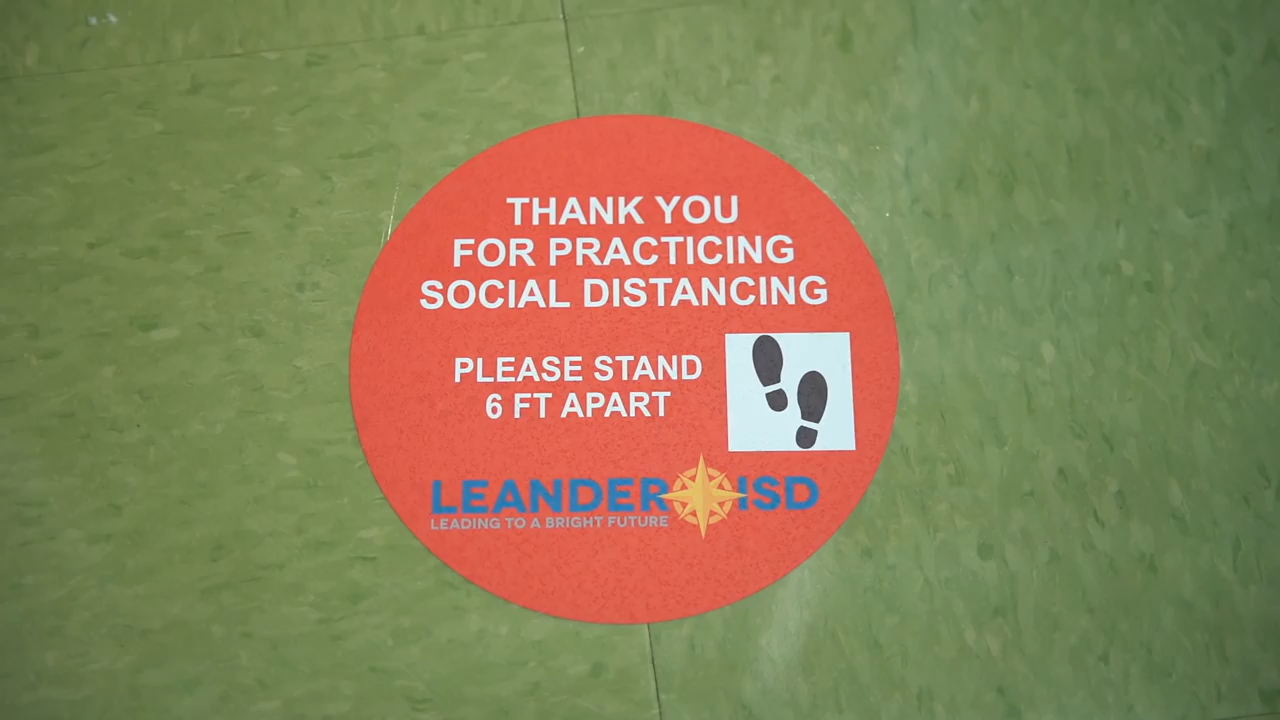 THANK YOU
FOR PRACTICING
SOCIAL DISTANCING
PLEASE STAND
6 FT APART
LEANDER ISD
LEADING TO A BRIGHT FUTURE